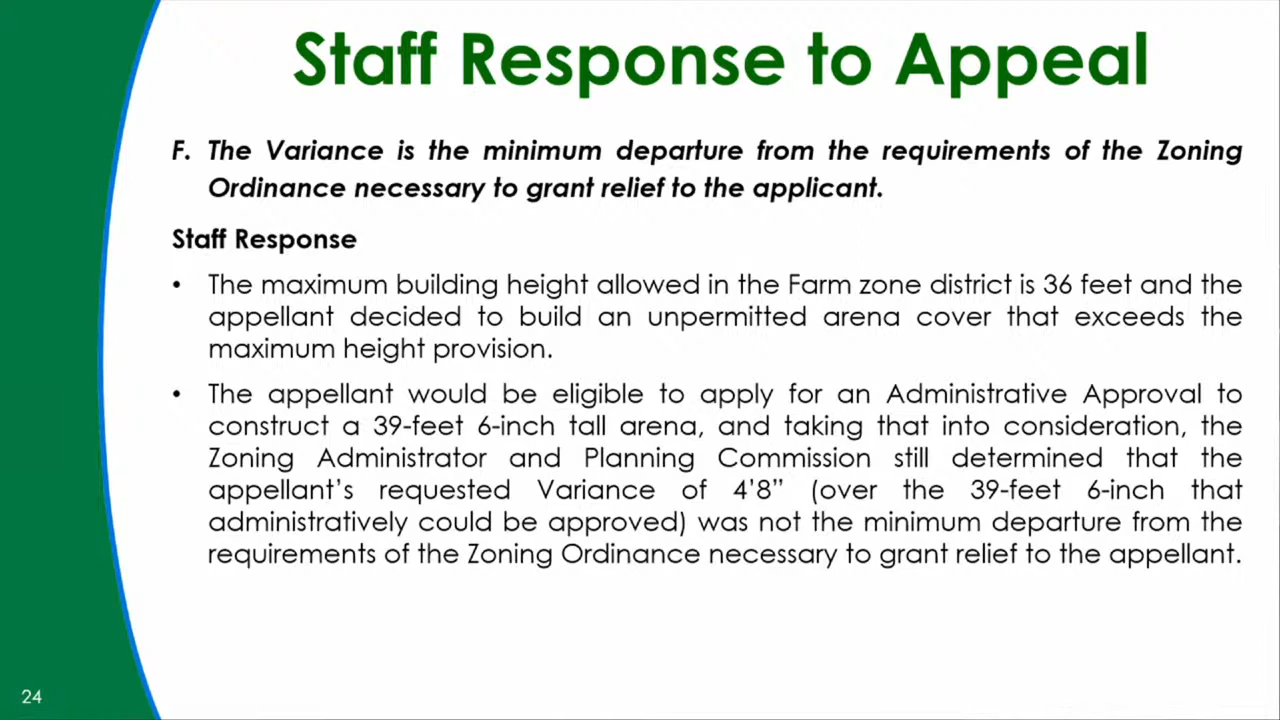 Staff Response to Appeal
F. The Variance is the minimum departure from the requirements of the Zoning
Ordinance necessary to grant relief to the applicant.
Staff Response
• The maximum building height allowed in the Farm zone district is 36 feet and the
appellant decided to build an unpermitted arena cover that exceeds the
maximum height provision.
• The appellant would be eligible to apply for an Administrative Approval to
construct a 39-feet 6-inch tall arena, and taking that into consideration, the
Zoning Administrator and Planning Commission still determined that the
appellant’s requested Variance of 4’8” (over the 39-feet 6-inch that
administratively could be approved) was not the minimum departure from the
requirements of the Zoning Ordinance necessary to grant relief to the appellant.
24